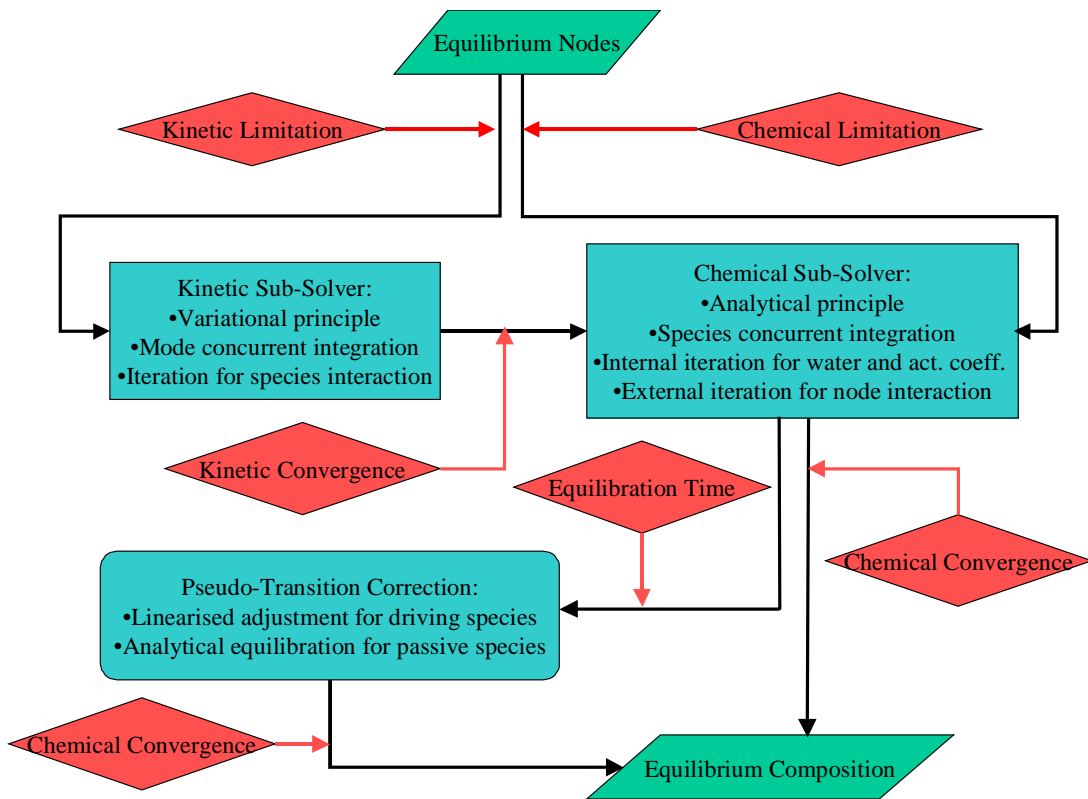 Equilibrium Nodes
Kinetic Limitation
Chemical Limitation
Kinetic Sub-Solver:
•Variational principle
•Mode concurrent integration
•Iteration for species interaction
Chemical Sub-Solver:
•Analytical principle
•Species concurrent integration
•Internal iteration for water and act. coeff.
•External iteration for node interaction
Kinetic Convergence
Equilibration Time
Chemical Convergence
Pseudo-Transition Correction:
•Linearised adjustment for driving species
•Analytical equilibration for passive species
Chemical Convergence
Equilibrium Composition